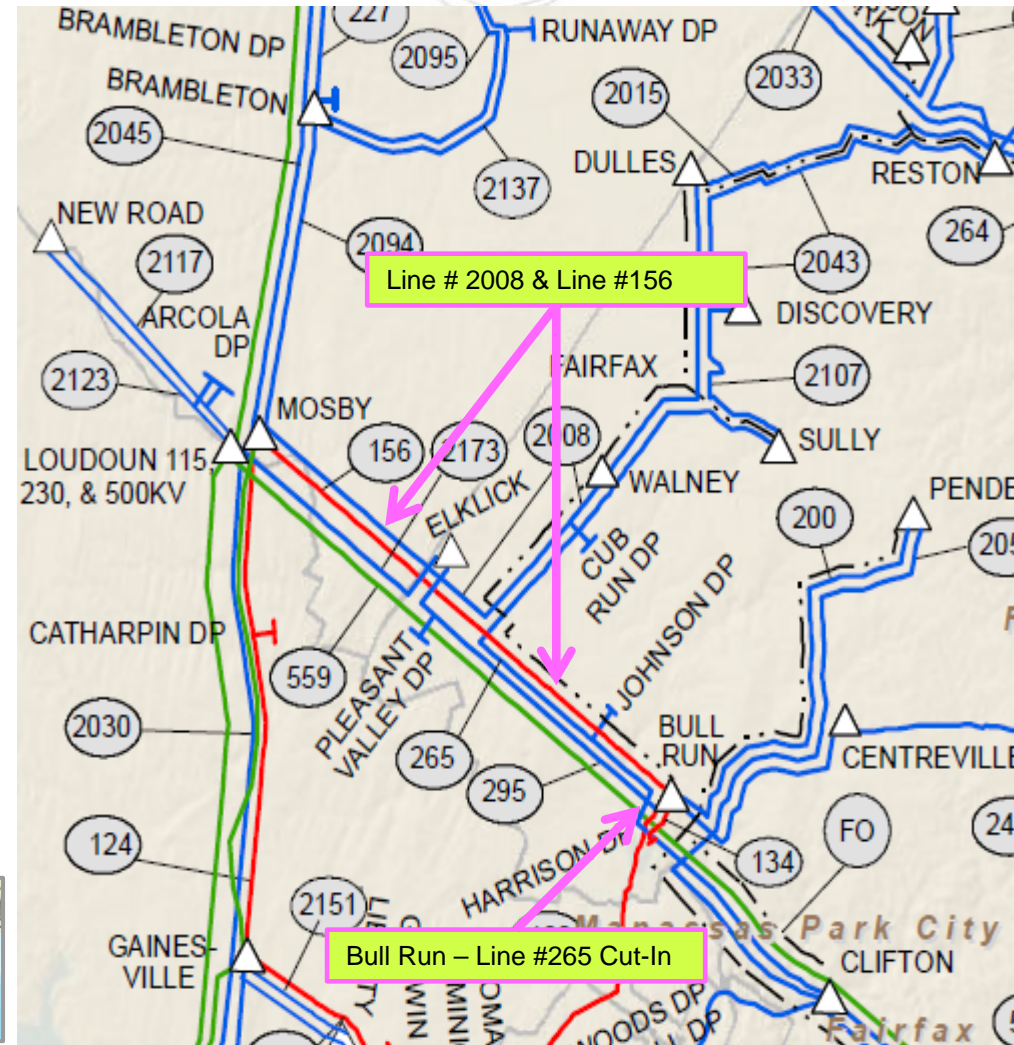 BRAMBLETON DP
227
2095
RUNAWAY DP
2033
BRAMBLETON
2045
2015
DULLES
RESTON
2137
NEW ROAD
2094
264
2117
2043
Line # 2008 & Line #156
ARCOLA
DP
DISCOVERY
FAIRFAX
2123
2107
MOSBY
156
2173
2008
SULLY
LOUDOUN 115,
230, & 500KV
ELKLICK
WALNEY
200
CUB
RUN DP
JOHNSON DP
CATHARPIN DP
559
PLEASANT
VALLEY DP
2030
265
BULL
RUN
295
124
FO
HARRISON DP
134
2151
Manassas Park City
GAINES-
VILLE
Bull Run – Line #265 Cut-In
CLIFTON
WOODS DP
DP
Fairfax